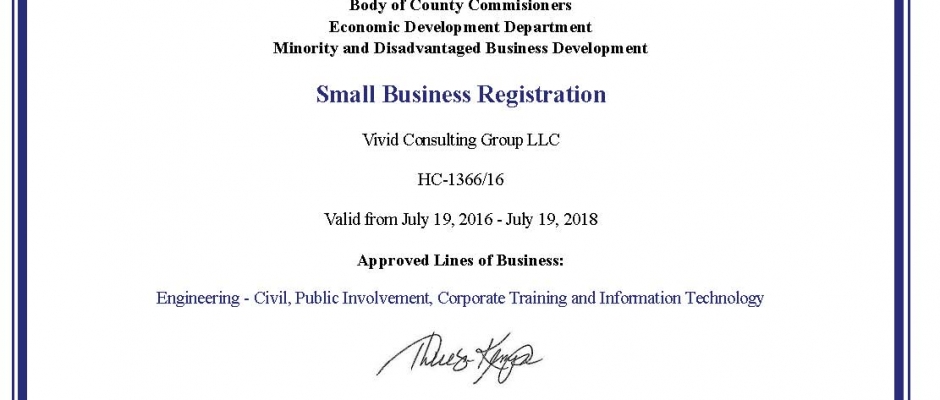 Body of County Commisioners
Economic Development Department
Minority and Disadvantaged Business Development
Small Business Registration
Vivid Consulting Group LLC
HC-1366/16
Valid from July 19, 2016 - July 19, 2018
Approved Lines of Business:
Engineering - Civil, Public Involvement, Corporate Training and Information Technology